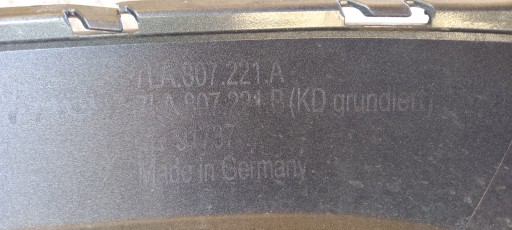 7LA.807.221.A
7LA.807.221.B (KD grundiert)
Made in Germany